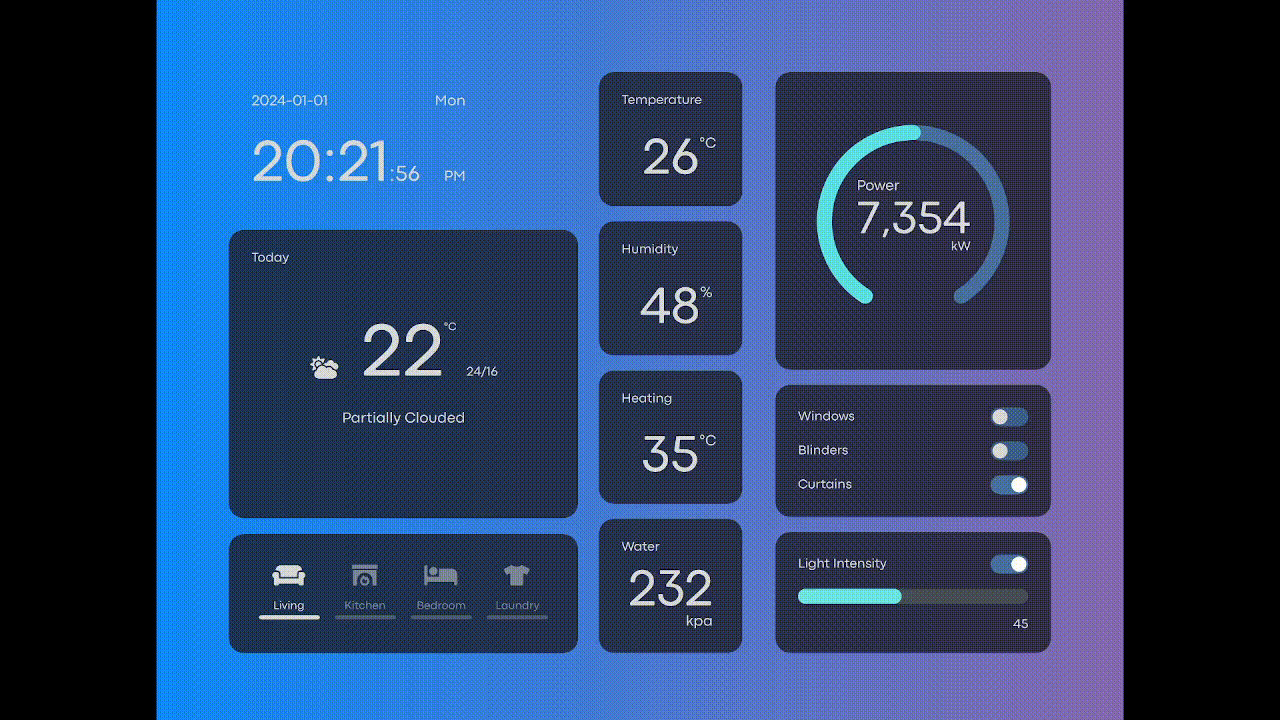 2024-01-01 Mon
20:21:56 PM
Today
22°C
24/16
Partially Clouded
Living Kitchen Bedroom Laundry
Temperature
26°C
Humidity
48%
Heating
35°C
Water
232
kpa
Power
7,354
kW
Windows
Blinders
Curtains
Light Intensity
45